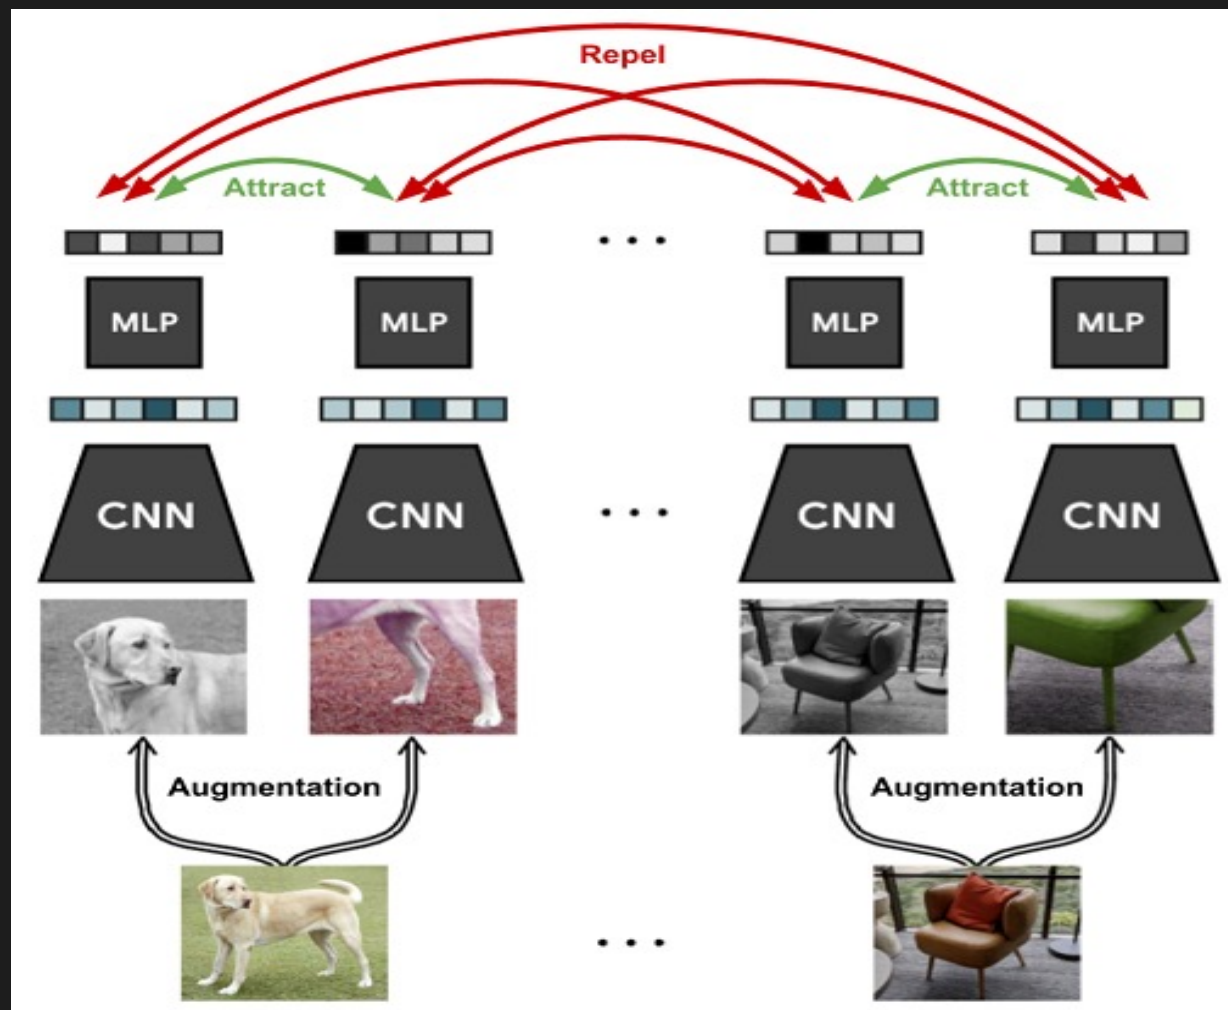 Repel
Attract
Attract
MLP
MLP
MLP
MLP
CNN
CNN
CNN
CNN
Augmentation
Augmentation